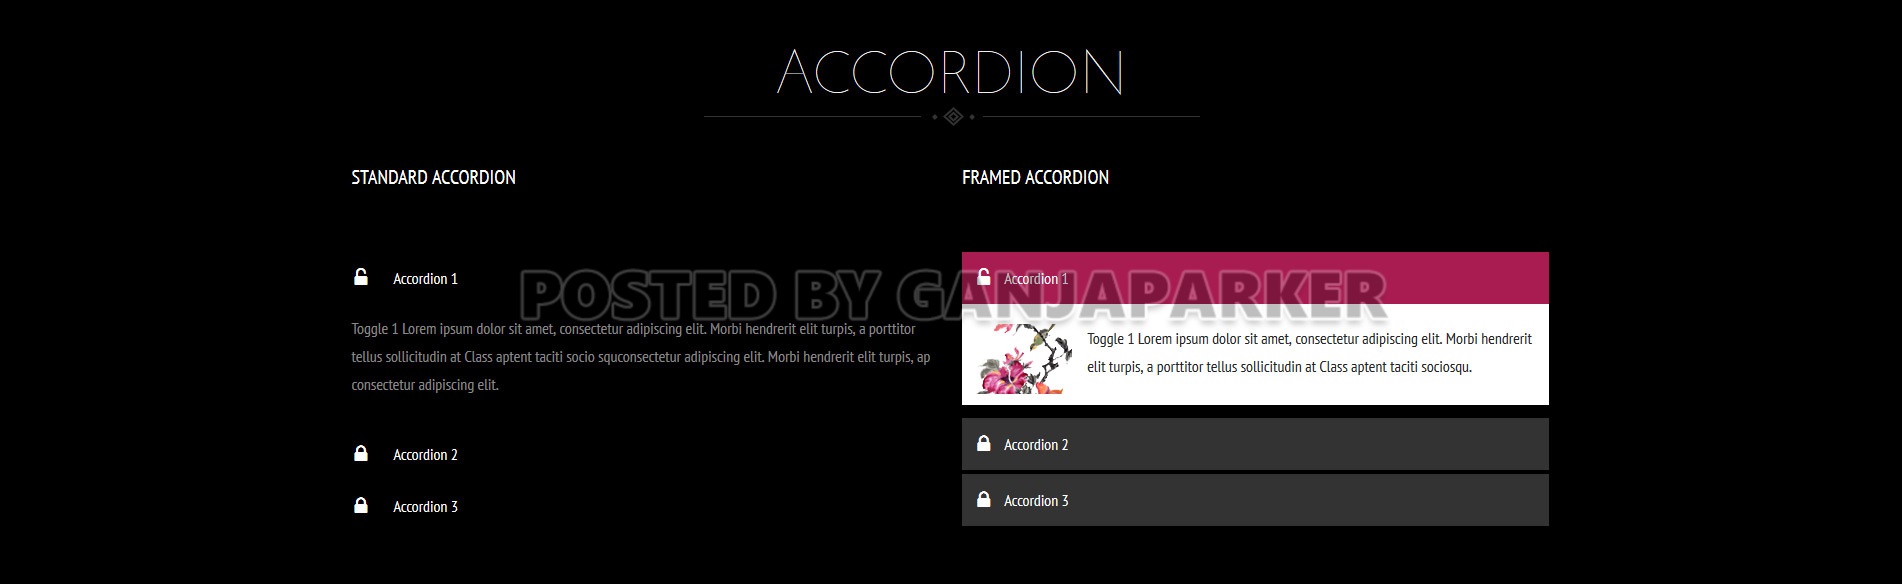 ACCORDION
STANDARD ACCORDION
Accordion 1
Toggle 1 Lorem ipsum dolor sit amet, consectetur adipiscing elit. Morbi hendrerit elit turpis, a porttitor
tellus sollicitudin at Class aptent taciti socio squconsectetur adipiscing elit. Morbi hendrerit elit turpis, ap
consectetur adipiscing elit.
Accordion 2
Accordion 3
FRAMED ACCORDION
Accordion 1
Toggle 1 Lorem ipsum dolor sit amet, consectetur adipiscing elit. Morbi hendrerit
elit turpis, a porttitor tellus sollicitudin at Class aptent taciti sociosqu.
Accordion 2
Accordion 3
POSTED BY GANJAPARKER